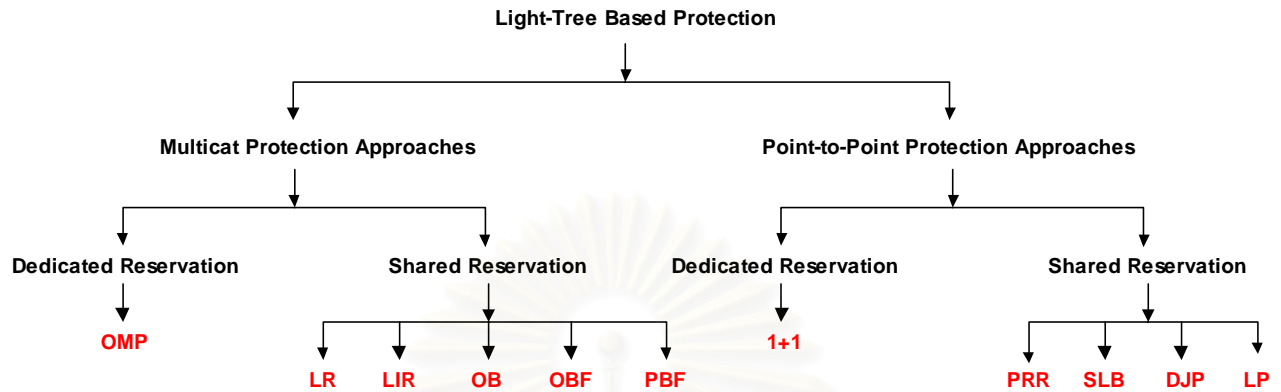 Light-Tree Based Protection
Multicat Protection Approaches
Point-to-Point Protection Approaches
Dedicated Reservation
Shared Reservation
Dedicated Reservation
Shared Reservation
OMP
1+1
LR
LIR
OB
OBF
PBF
PRR
SLB
DJP
LP